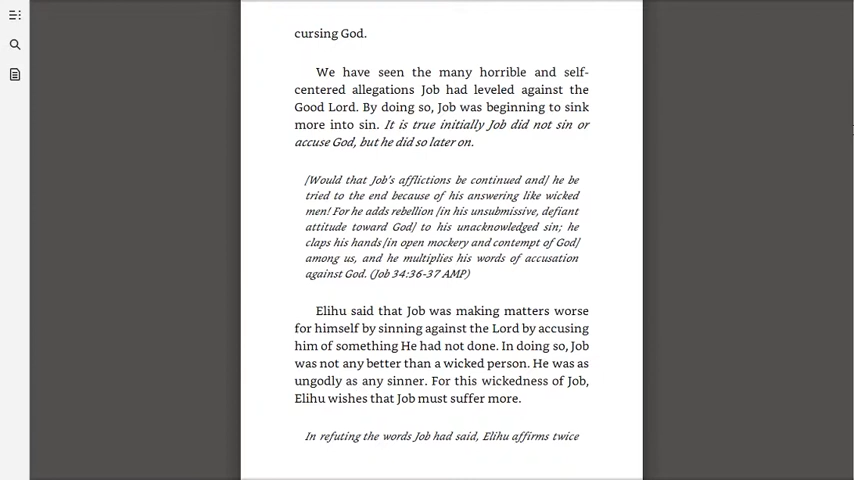 cursing God.
We have seen the many horrible and self-
centered allegations Job had leveled against the
Good Lord. By doing so, Job was beginning to sink
more into sin. It is true initially Job did not sin or
accuse God, but he did so later on.
[Would that Job's afflictions be continued and] he be
tried to the end because of his answering like wicked
men! For he adds rebellion [in his unsubmissive, defiant
attitude toward God] to his unacknowledged sin; he
claps his hands [in open mockery and contempt of God]
among us, and he multiplies his words of accusation
against God. (Job 34:36-37 AMP)
Elihu said that Job was making matters worse
for himself by sinning against the Lord by accusing
him of something He had not done. In doing so, Job
was not any better than a wicked person. He was as
ungodly as any sinner. For this wickedness of Job,
Elihu wishes that Job must suffer more.
In refuting the words Job had said, Elihu affirms twice